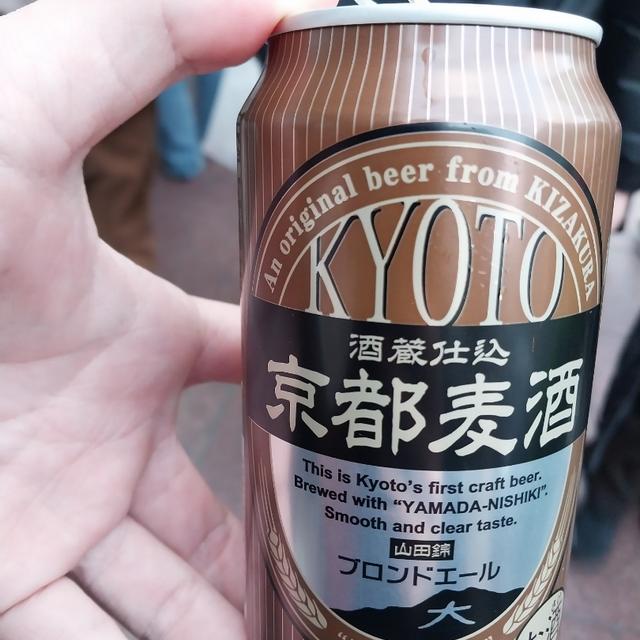 An original beer from KIZAKURA
KYOTO
酒蔵仕込
京都麦酒
This is Kyoto's first craft beer.
Brewed with "YAMADA-NISHIKI".
Smooth and clear taste.
山田錦
ブロンドエール
大